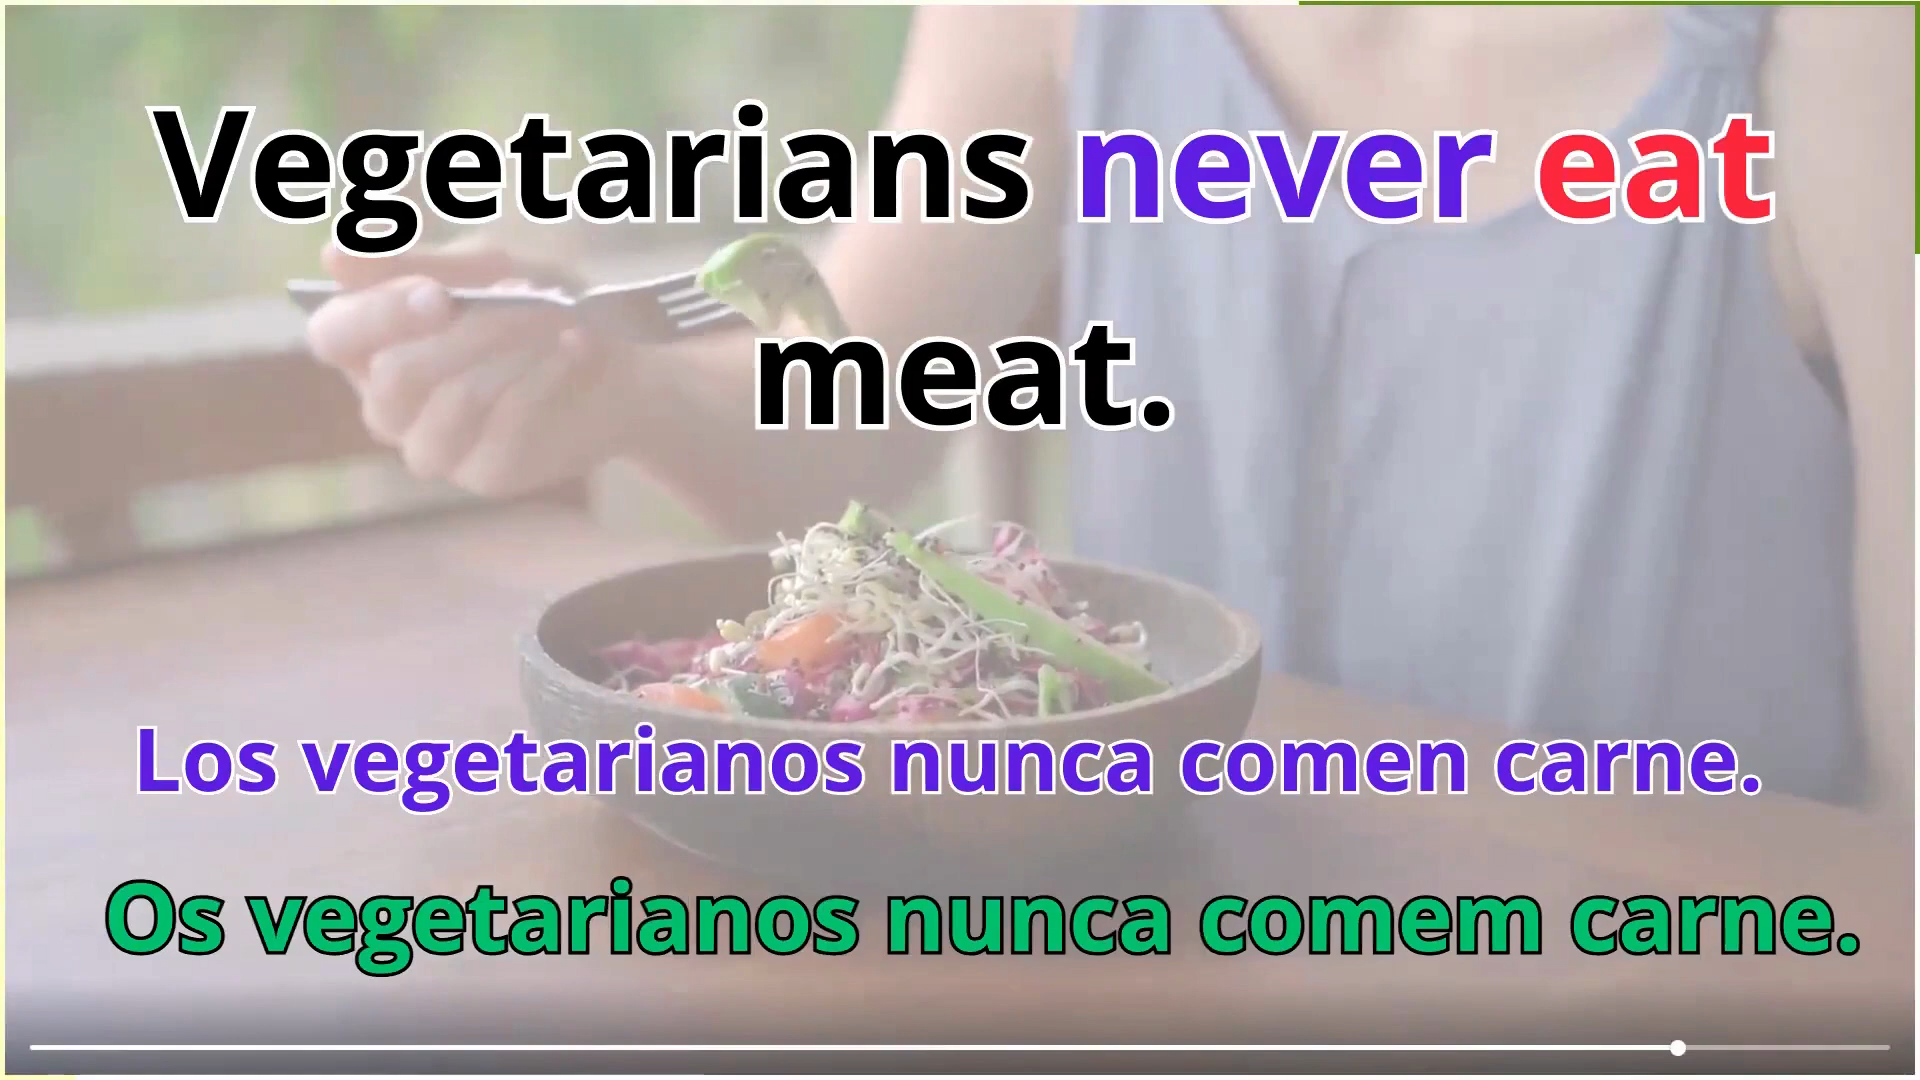 Vegetarians never eat
meat.
Los vegetarianos nunca comen carne.
Os vegetarianos nunca comem carne.